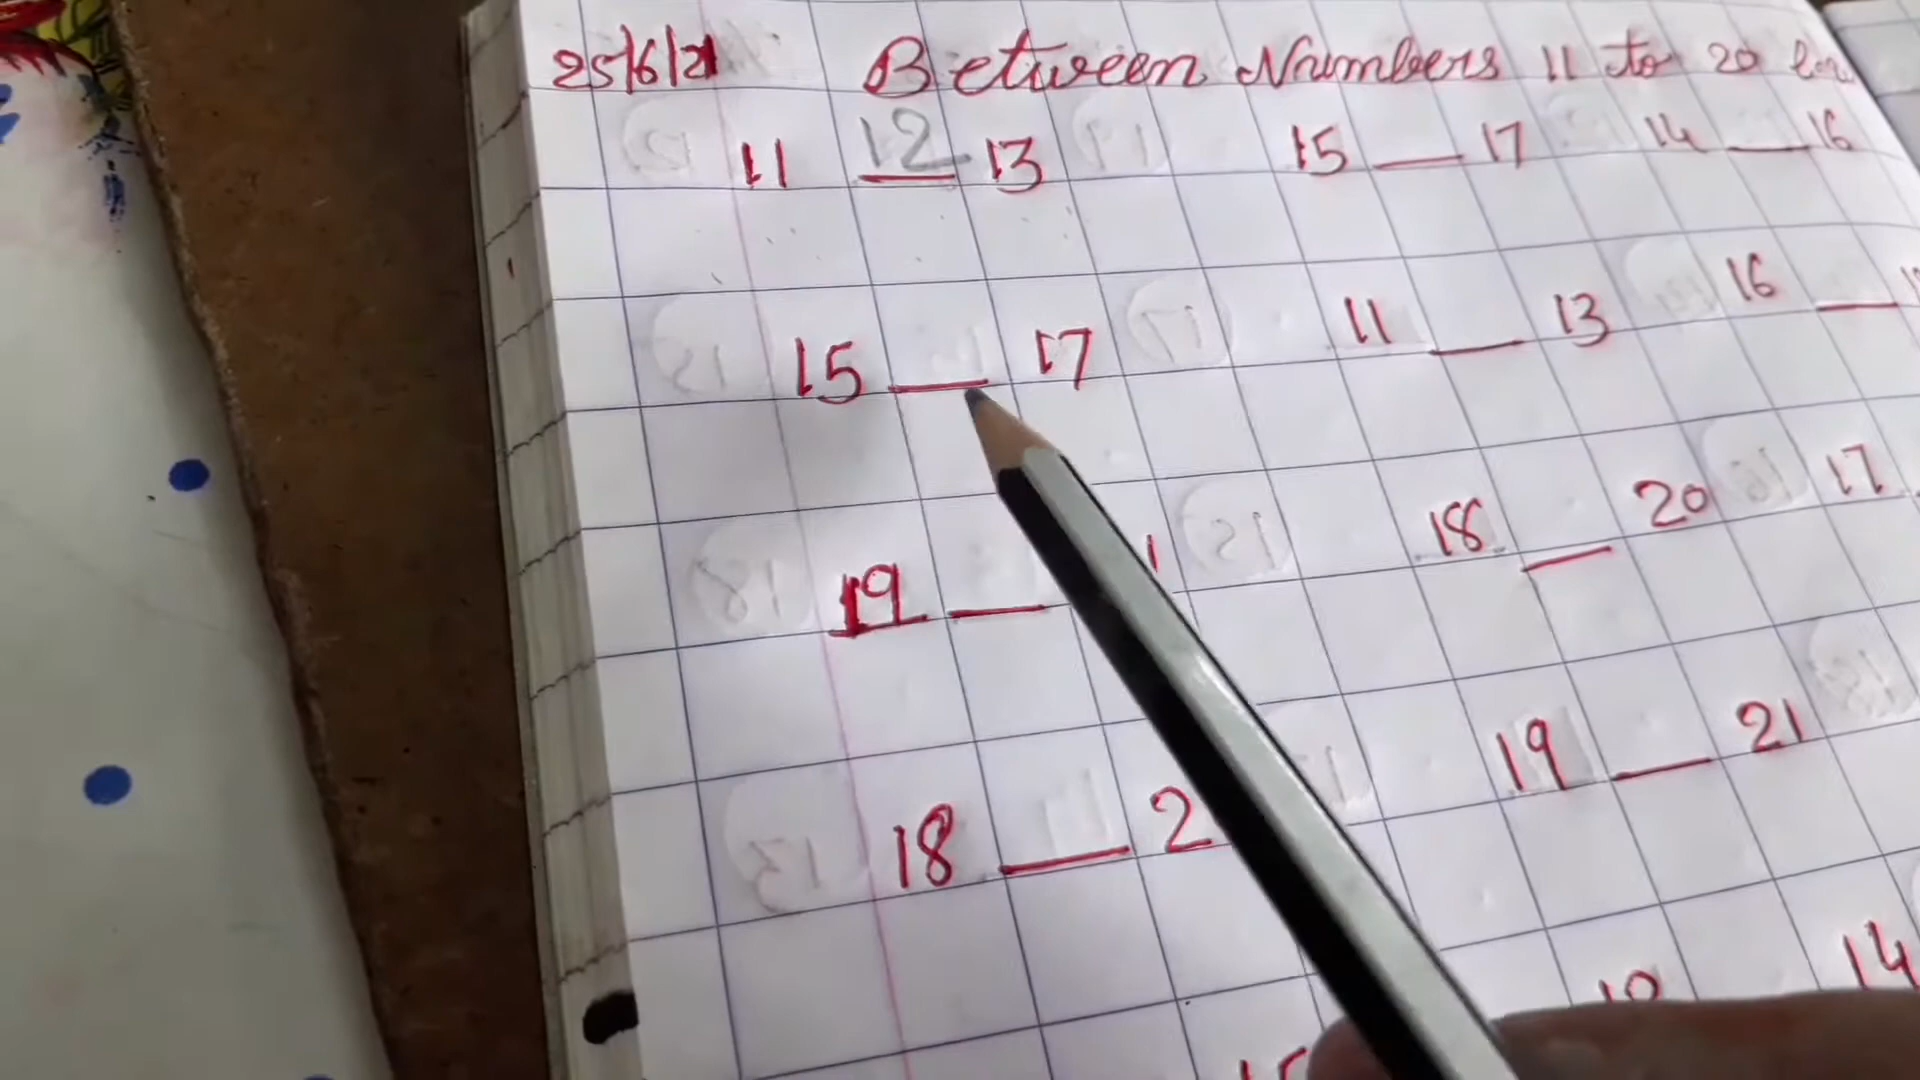 25/6/21 Between Numbers 11 to 20
11 12 13 15 __ 17 14 __ 16
15 __ 17 11 __ 13 16 __
19 __ 18 __ 20 17
18 __ 2 19 __ 21
14